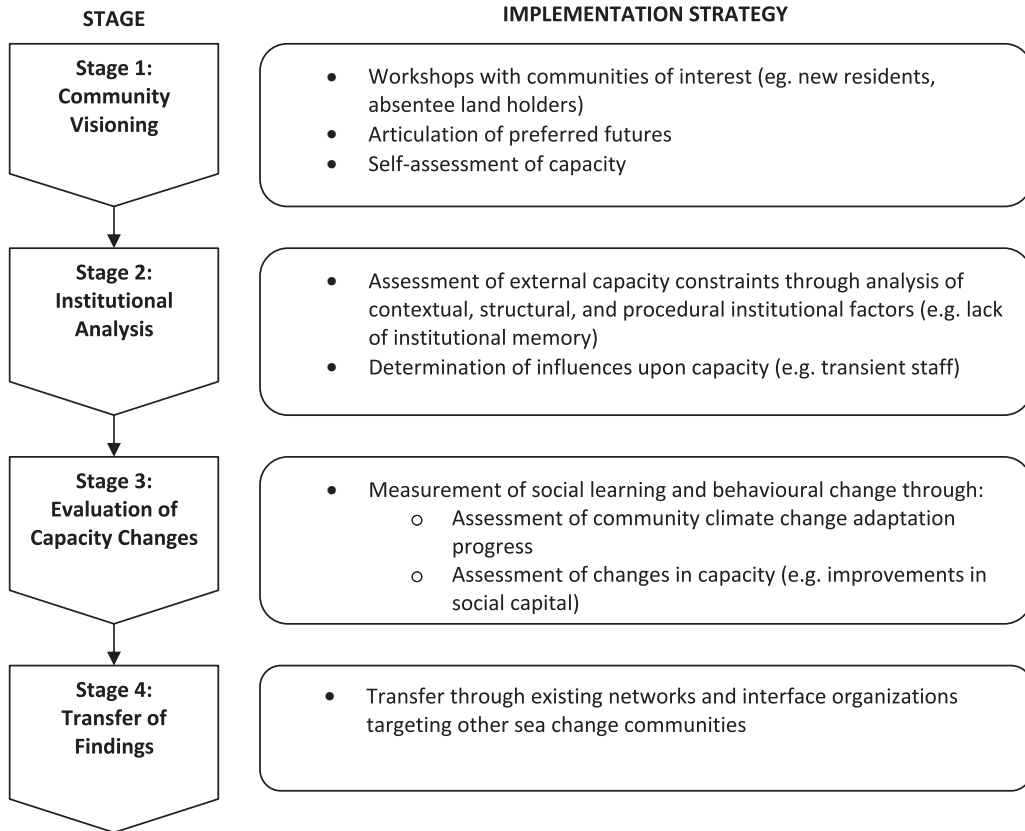 STAGE
IMPLEMENTATION STRATEGY
Stage 1:
Community
Visioning
• Workshops with communities of interest (eg. new residents,
absentee land holders)
• Articulation of preferred futures
• Self-assessment of capacity
Stage 2:
Institutional
Analysis
• Assessment of external capacity constraints through analysis of
contextual, structural, and procedural institutional factors (e.g. lack
of institutional memory)
• Determination of influences upon capacity (e.g. transient staff)
Stage 3:
Evaluation of
Capacity Changes
• Measurement of social learning and behavioural change through:
o Assessment of community climate change adaptation
progress
o Assessment of changes in capacity (e.g. improvements in
social capital)
Stage 4:
Transfer of
Findings
• Transfer through existing networks and interface organizations
targeting other sea change communities